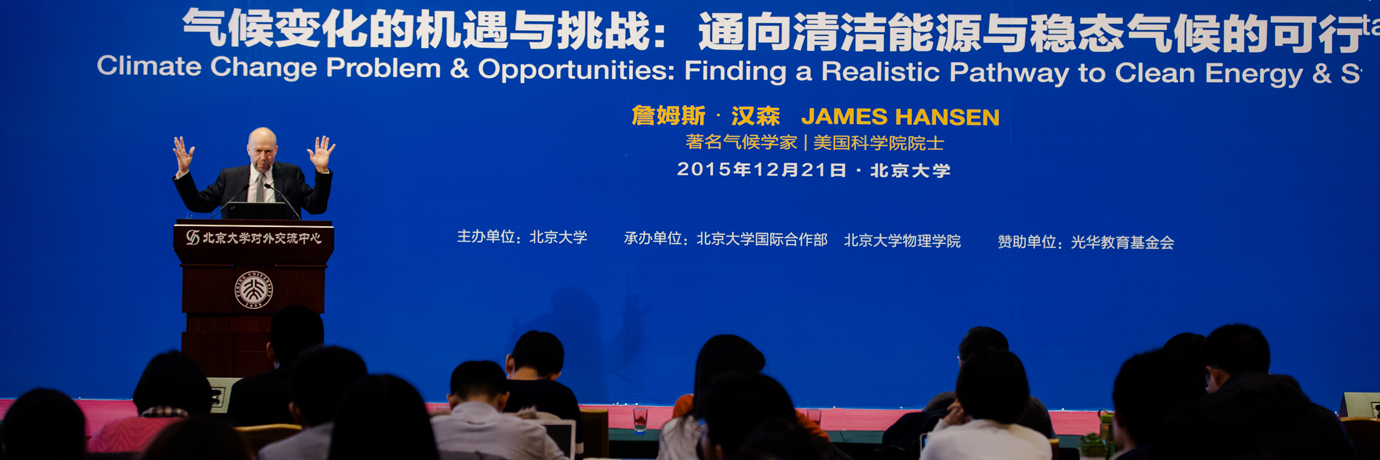 气候变化的机遇与挑战：通向清洁能源与稳态气候的可行
Climate Change Problem & Opportunities: Finding a Realistic Pathway to Clean Energy & S
詹姆斯·汉森 JAMES HANSEN
著名气候学家|美国科学院院士
2015年12月21日·北京大学
主办单位：北京大学 承办单位：北京大学国际合作部 北京大学物理学院 赞助单位：光华教育基金会
北京大学对外交流中心